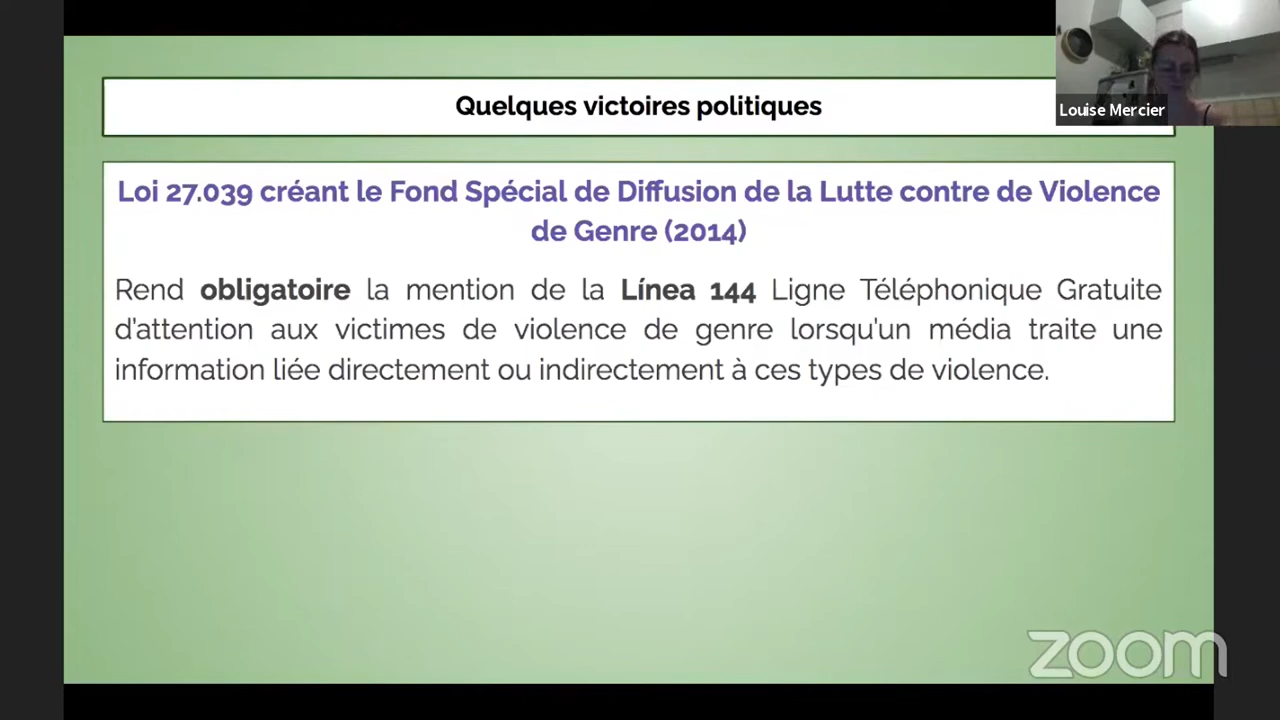 Quelques victoires politiques
Louise Mercier
Loi 27.039 créant le Fond Spécial de Diffusion de la Lutte contre de Violence
de Genre (2014)
Rend obligatoire la mention de la Línea 144 Ligne Téléphonique Gratuite
d'attention aux victimes de violence de genre lorsqu'un média traite une
information liée directement ou indirectement à ces types de violence.
zoom